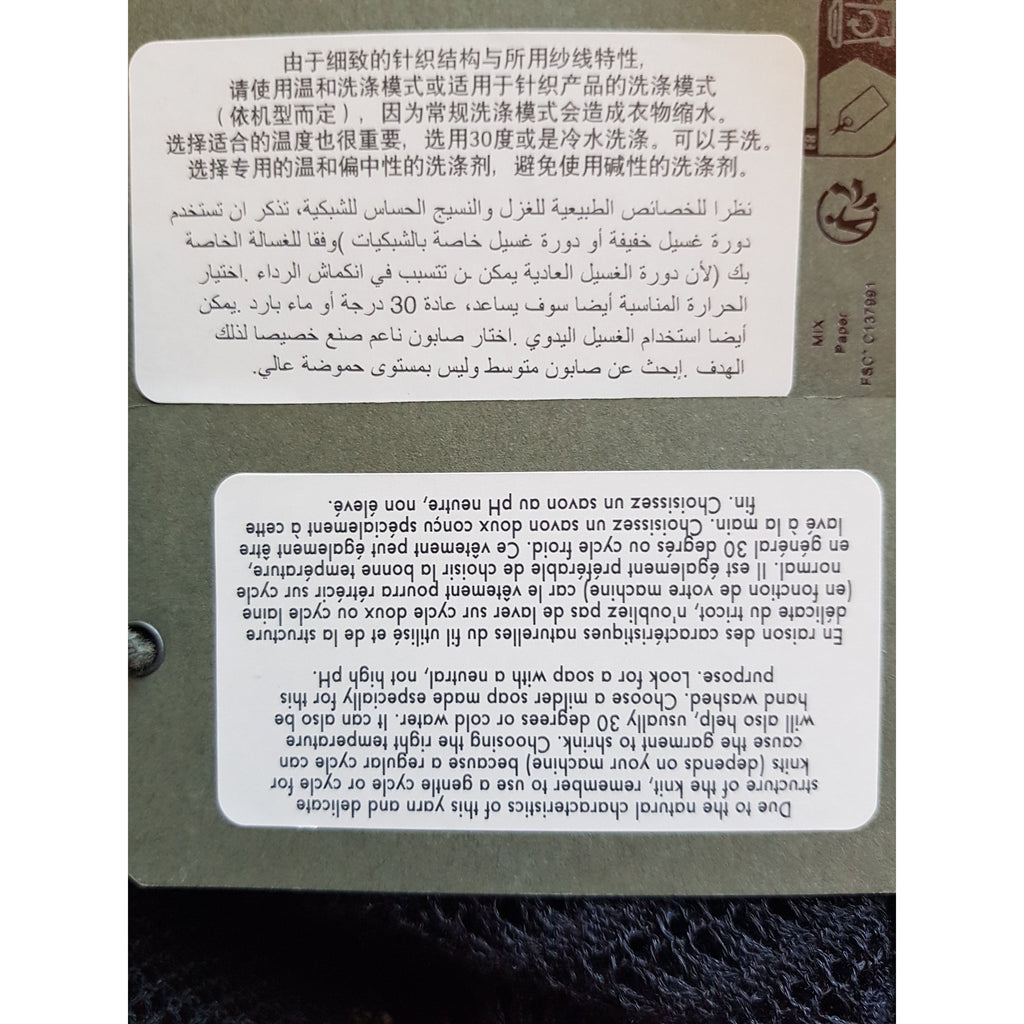 由于细致的针织结构与所用纱线特性,
请使用温和洗涤模式或适用于针织产品的洗涤模式
（依机型而定），因为常规洗涤模式会造成衣物缩水。
选择适合的温度也很重要，选用30度或是冷水洗涤。可以手洗。
选择专用的温和偏中性的洗涤剂，避免使用碱性的洗涤剂。
نظرا للخصائص الطبيعية للغزل والنسيج الحساس للشبكية، تذكر ان تستخدم
دورة غسيل خفيفة أو دورة غسيل خاصة بالشبكيات )وفقا للغسالة الخاصة
بك (لأن دورة الغسيل العادية يمكن ـن تتسبب في انكماش الرداء .اختيار
الحرارة المناسبة أيضا سوف يساعد، عادة 30 درجة أو ماء بارد .يمكن
أيضا استخدام الغسيل اليدوي .اختار صابون ناعم صنع خصيصا لذلك
الهدف .إبحث عن صابون متوسط وليس بمستوى حموضة عالي.
FR
MIX
Paper
FSC® C137991
Due to the natural characteristics of this yarn and delicate
structure of the knit, remember to use a gentle cycle or cycle for
knits (depends on your machine) because a regular cycle can
cause the garment to shrink. Choosing the right temperature
will also help, usually 30 degrees or cold water. It can also be
hand washed. Choose a milder soap made especially for this
purpose. Look for a soap with a neutral, not high pH.
En raison des caractéristiques naturelles du fil utilisé et de la structure
délicate du tricot, n'oubliez pas de laver sur cycle doux ou cycle laine
(en fonction de votre machine) car le vêtement pourra rétrécir sur cycle
normal. Il est également préférable de choisir la bonne température,
en général 30 degrés ou cycle froid. Ce vêtement peut également être
lavé à la main. Choisissez un savon doux conçu spécialement à cette
fin. Choisissez un savon au pH neutre, non élevé.